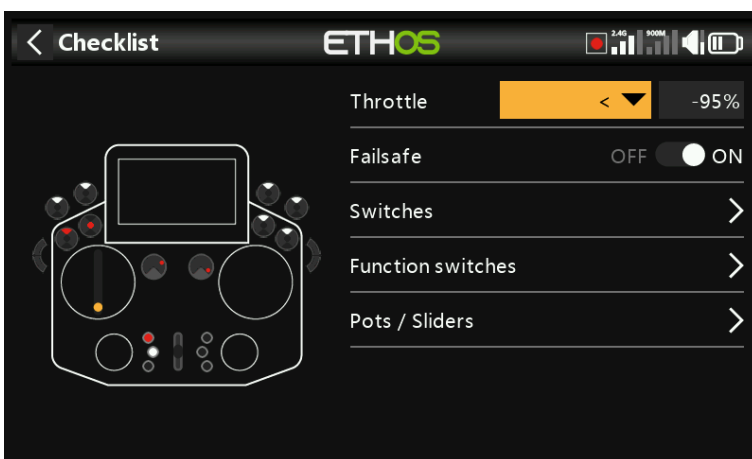 < Checklist
ETHOS
2.4G
900M
Throttle < -95%
Failsafe OFF ON
Switches
Function switches
Pots / Sliders